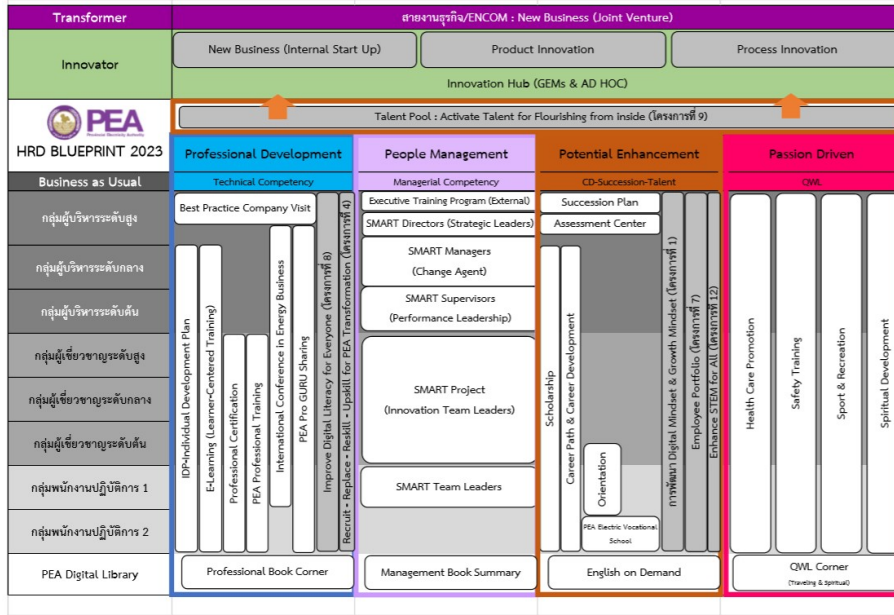 Transformer
สายงานธุรกิจ/ENCOM : New Business (Joint Venture)
Innovator
New Business (Internal Start Up)
Product Innovation
Process Innovation
Innovation Hub (GEMs & AD HOC)
PEA
HRD BLUEPRINT 2023
Talent Pool : Activate Talent for Flourishing from inside (โครงการที่ 9)
Professional Development
People Management
Potential Enhancement
Passion Driven
Business as Usual
Technical Competency
Managerial Competency
CD-Succession-Talent
QWL
กลุ่มผู้บริหารระดับสูง
กลุ่มผู้บริหารระดับกลาง
กลุ่มผู้บริหารระดับต้น
กลุ่มผู้เชี่ยวชาญระดับสูง
กลุ่มผู้เชี่ยวชาญระดับกลาง
กลุ่มผู้เชี่ยวชาญระดับต้น
กลุ่มพนักงานปฏิบัติการ 1
กลุ่มพนักงานปฏิบัติการ 2
Best Practice Company Visit
IDP-Individual Development Plan
E-Learning (Learner-Centered Training)
Professional Certification
PEA Professional Training
International Conference in Energy Business
PEA Pro GURU Sharing
Improve Digital Literacy for Everyone (โครงการที่ 8)
Recruit - Replace - Reskill - Upskill for PEA Transformation (โครงการที่ 4)
Executive Training Program (External)
SMART Directors (Strategic Leaders)
SMART Managers
(Change Agent)
SMART Supervisors
(Performance Leadership)
SMART Project
(Innovation Team Leaders)
SMART Team Leaders
Succession Plan
Assessment Center
Scholarship
Career Path & Career Development
Orientation
PEA Electric Vocational
School
การพัฒนา Digital Mindset & Growth Mindset (โครงการที่ 1)
Employee Portfolio (โครงการที่ 7)
Enhance STEM for All (โครงการที่ 12)
Health Care Promotion
Safety Training
Sport & Recreation
Spiritual Development
PEA Digital Library
Professional Book Corner
Management Book Summary
English on Demand
QWL Corner
(Traveling & Spiritual)